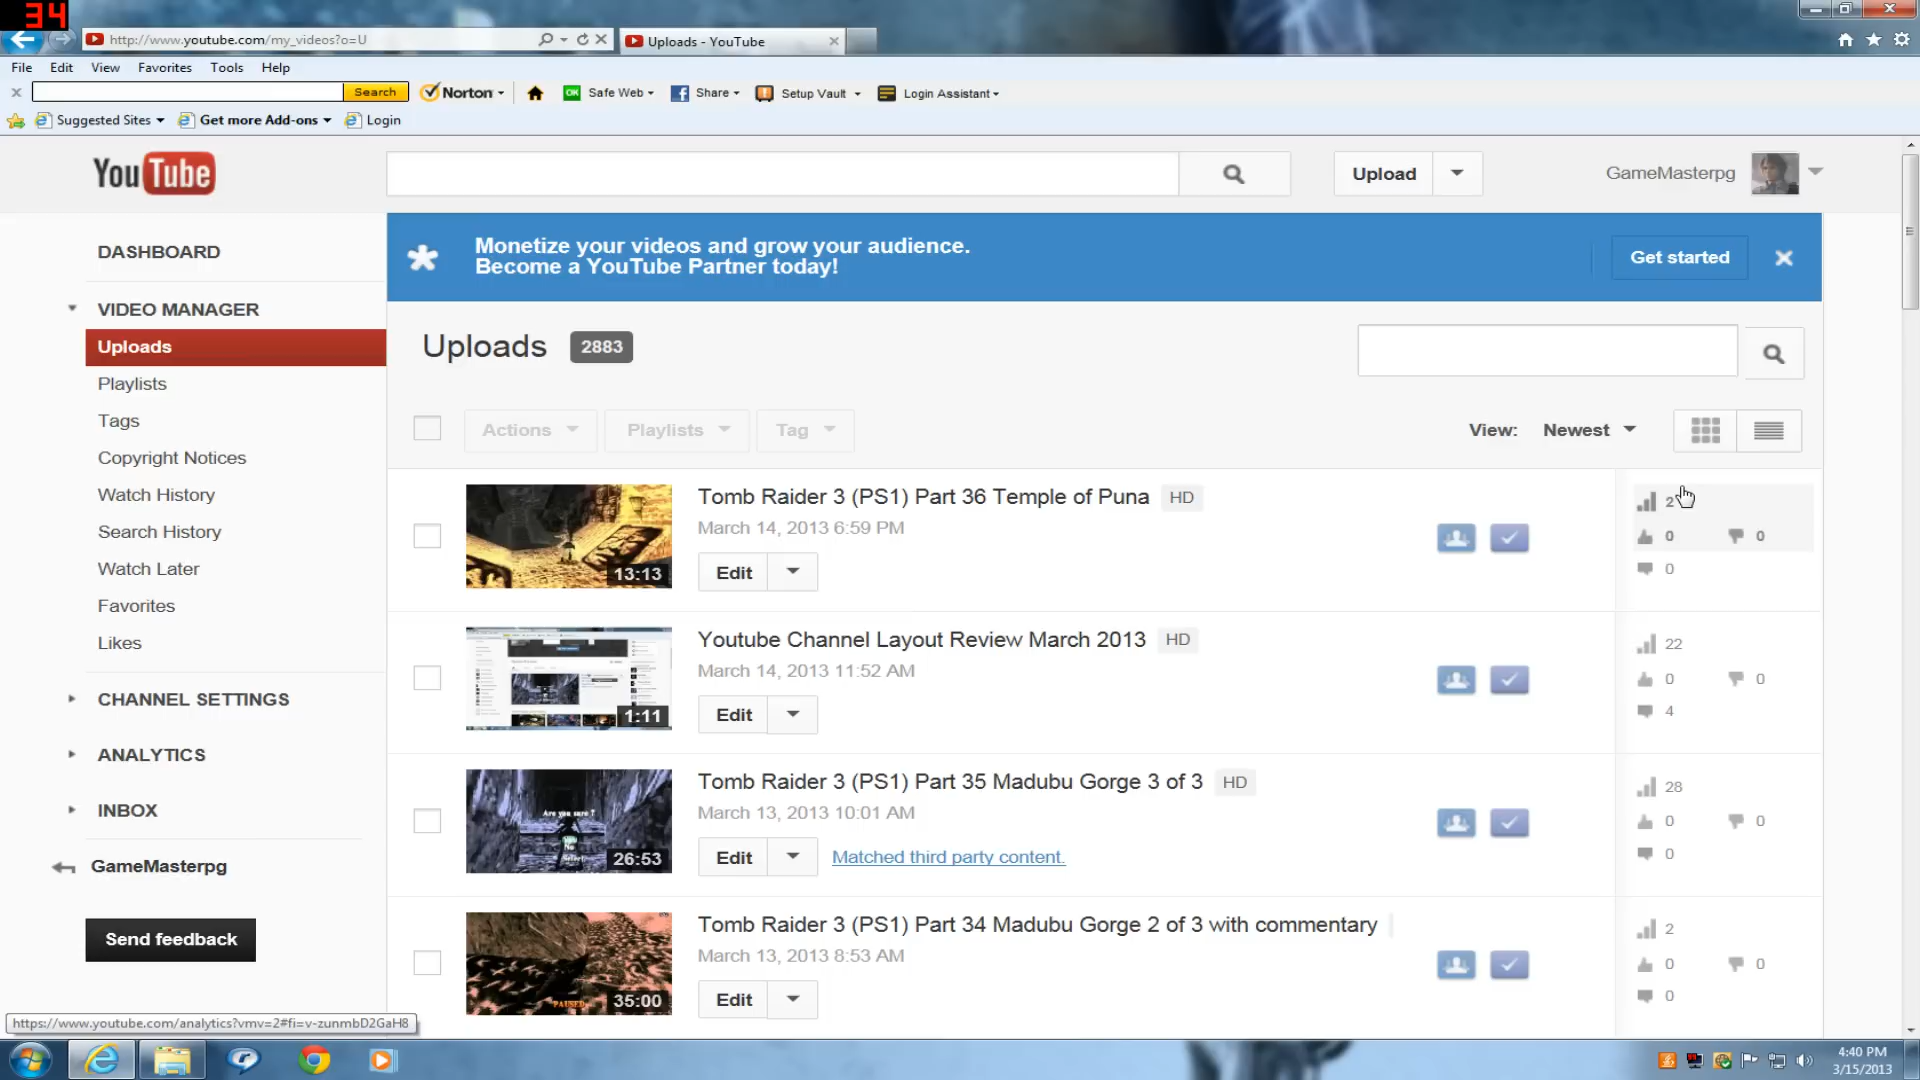 34
http://www.youtube.com/my_videos?o=U
Uploads - YouTube
File Edit View Favorites Tools Help
Search Norton Safe Web Share Setup Vault Login Assistant
Suggested Sites Get more Add-ons Login
YouTube
Upload
GameMasterpg
Monetize your videos and grow your audience.
Become a YouTube Partner today!
Get started
DASHBOARD
VIDEO MANAGER
Uploads
Playlists
Tags
Copyright Notices
Watch History
Search History
Watch Later
Favorites
Likes
CHANNEL SETTINGS
ANALYTICS
INBOX
GameMasterpg
Send feedback
Uploads 2883
Actions Playlists Tag
View: Newest
Tomb Raider 3 (PS1) Part 36 Temple of Puna HD
March 14, 2013 6:59 PM
13:13
Edit
2
0 0
0
Youtube Channel Layout Review March 2013 HD
March 14, 2013 11:52 AM
1:11
Edit
22
0 0
4
Tomb Raider 3 (PS1) Part 35 Madubu Gorge 3 of 3 HD
March 13, 2013 10:01 AM
Are you sure?
No
Select
26:53
Edit Matched third party content.
28
0 0
0
Tomb Raider 3 (PS1) Part 34 Madubu Gorge 2 of 3 with commentary
March 13, 2013 8:53 AM
PAUSED
35:00
Edit
2
0 0
0
https://www.youtube.com/analytics?vmv=2#fi=v-zunmbD2GaH8
4:40 PM
3/15/2013